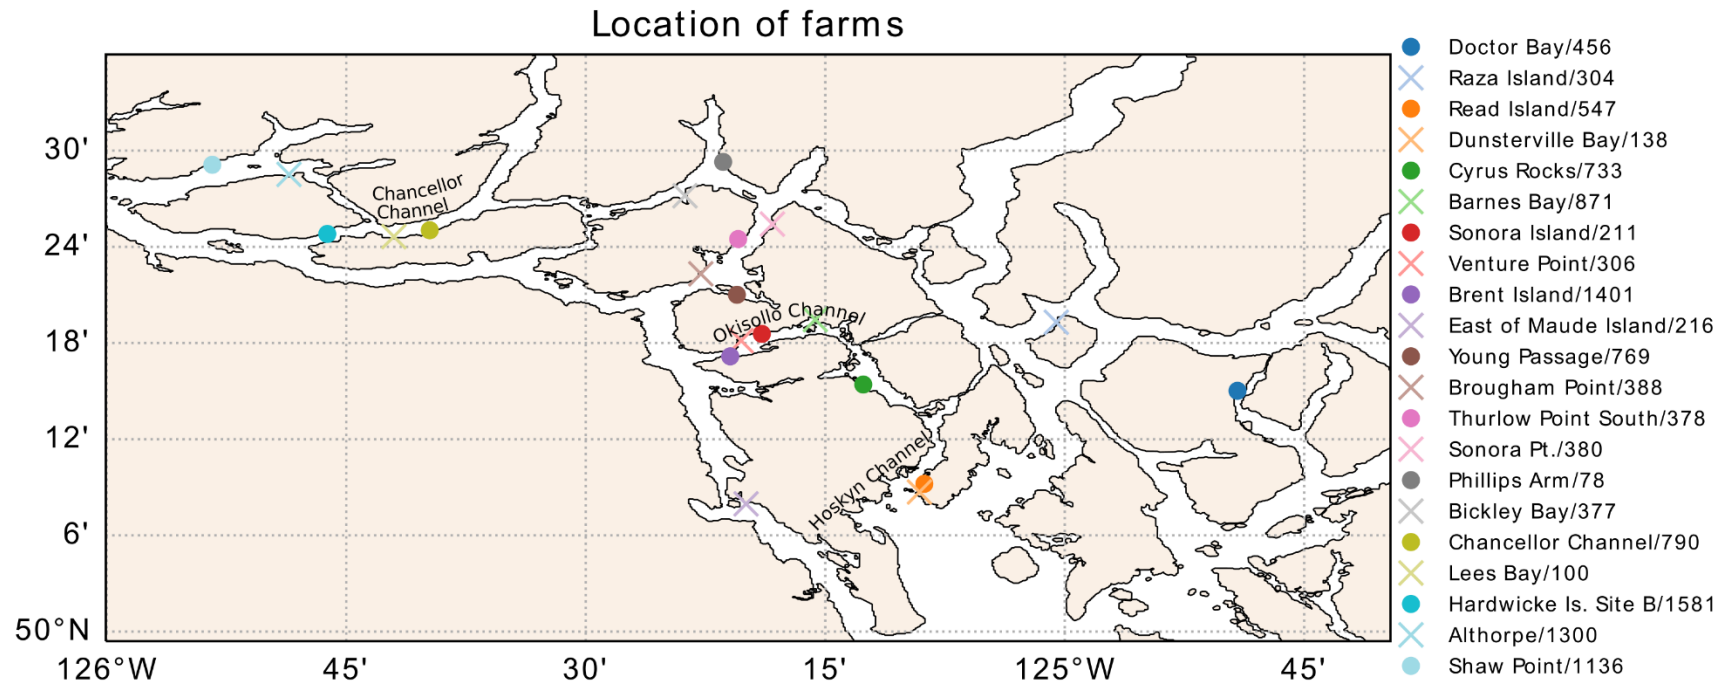 Location of farms
30'
24'
18'
12'
6'
50°N
126°W
45'
30'
15'
125°W
45'
Chancellor
Channel
Okisollo Channel
Hoskyn Channel
Doctor Bay/456
Raza Island/304
Read Island/547
Dunsterville Bay/138
Cyrus Rocks/733
Barnes Bay/871
Sonora Island/211
Venture Point/306
Brent Island/1401
East of Maude Island/216
Young Passage/769
Brougham Point/388
Thurlow Point South/378
Sonora Pt./380
Phillips Arm/78
Bickley Bay/377
Chancellor Channel/790
Lees Bay/100
Hardwicke Is. Site B/1581
Althorpe/1300
Shaw Point/1136